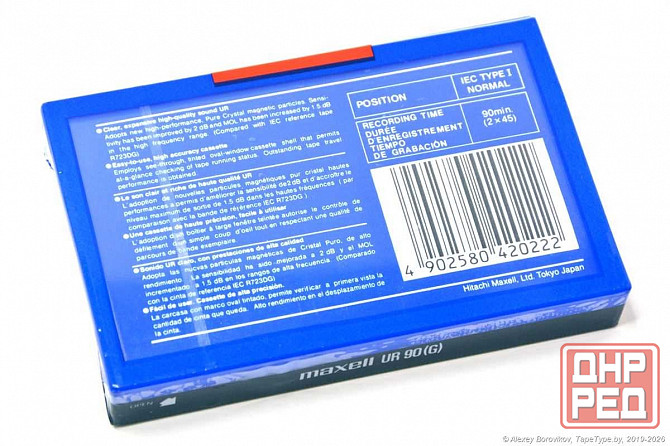 ●Clear, expansive high-quality sound UR
Adopts new high-performance, Pure Crystal magnetic particles. Sensi-
tivity has been improved by 2 dB and MOL has been increased by 1.5 dB
in the high frequency range. (Compared with IEC reference tape
R723DG)
●Easy-to-use, high accuracy cassette
Employs see-through, tinted oval-window cassette shell that permits
at-a-glance checking of tape running status. Outstanding tape travel
performance is obtained.
●Le son clair et riche de haute qualité UR
L'adoption de nouvelles particules magnétiques pur cristal hautes
performances a permis d'améliorer la sensibilité de 2 dB et d'accroître le
niveau maximum de sortie de 1.5 dB dans les hautes fréquences (par
comparaison avec la bande de référence IEC R723DG)
●Une cassette de haute précision, facile à utiliser
L'adoption d'un boîtier à large fenêtre teintée autorise le contrôle de
défilement d'un simple coup d'oeil tout en respectant une qualité de
parcours de bande exemplaire.
●Sonido UR claro, con prestaciones de alta calidad
Adopta las nuevas partículas magnéticas de Cristal Puro, de alto
rendimiento. La sensibilidad ha sido mejorada a 2 dB y el MOL
incrementado a 1.5 dB en los rangos de alta frecuencia (Comparado
con la cinta de referencia IEC R723DG)
●Fácil de usar. Cassette de alta precisión.
La carcasa con marco oval tintado, permite verificar a primera vista la
cantidad de cinta que queda. Alto rendimiento en el desplazamiento de
la cinta.
POSITION
IEC TYPE I
NORMAL
RECORDING TIME
DURÉE
D'ENREGISTREMENT
TIEMPO
DE GRABACIÓN
90min.
(2×45)
4 902580 420222
Hitachi Maxell, Ltd. Tokyo Japan
maxell UR 90(G)
ДНР
РЕД
© Alexey Borovikov, TapeType.by, 2019-2026